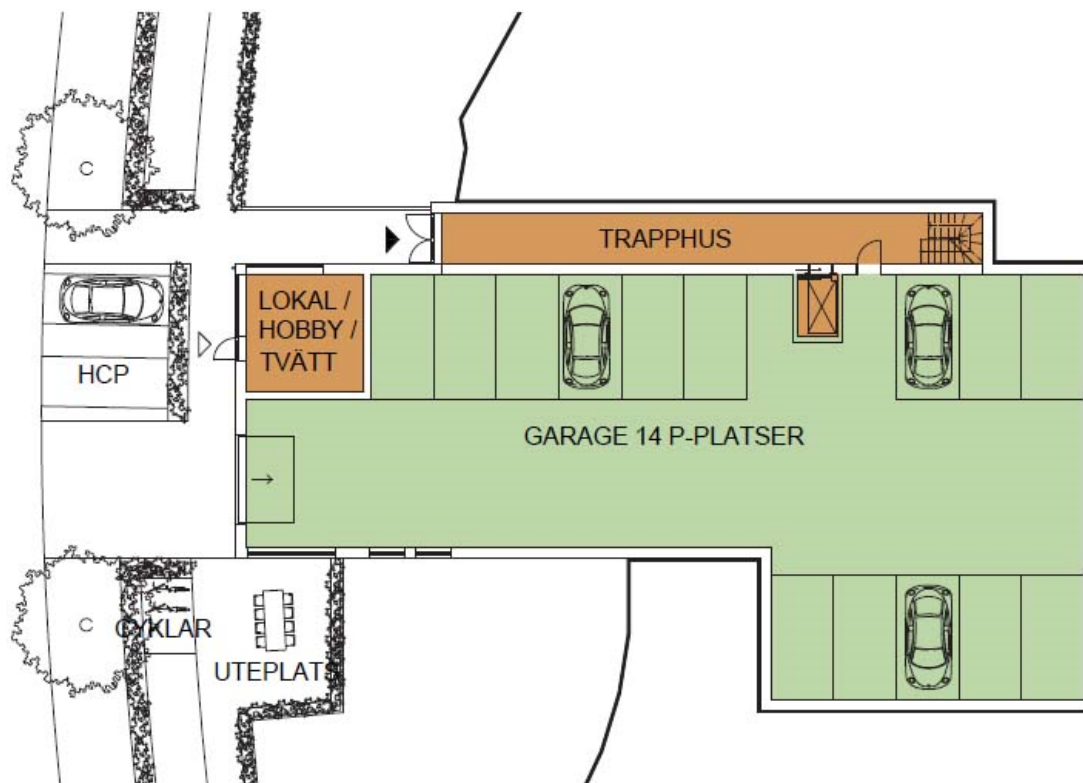 C
TRAPPHUS
LOKAL /
HOBBY /
TVÄTT
HCP
GARAGE 14 P-PLATSER
C
CYKLAR
UTEPLATS